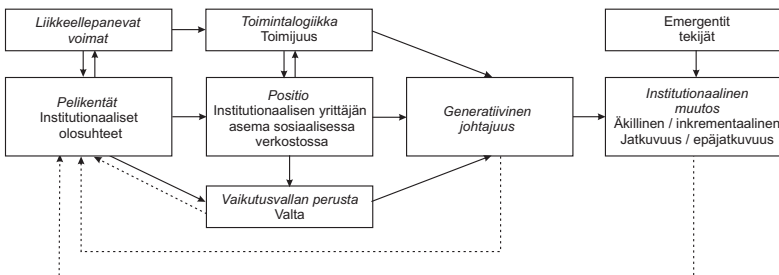 Liikkeellepanevat
voimat
Toimintalogiikka
Toimijuus
Emergentit
tekijät
Pelikentät
Institutionaaliset
olosuhteet
Positio
Institutionaalisen yrittäjän
asema sosiaalisessa
verkostossa
Generatiivinen
johtajuus
Institutionaalinen
muutos
Äkillinen / inkrementaalinen
Jatkuvuus / epäjatkuvuus
Vaikutusvallan perusta
Valta